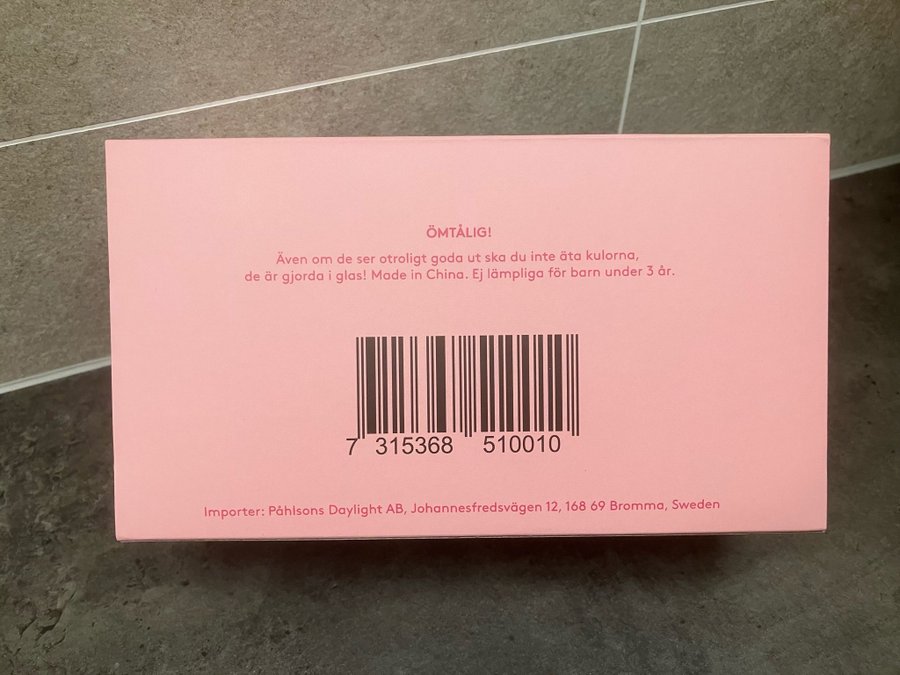 ÖMTÅLIG!
Även om de ser otroligt goda ut ska du inte äta kulorna,
de är gjorda i glas! Made in China. Ej lämpliga för barn under 3 år.
7 315368 510010
Importer: Påhlsons Daylight AB, Johannesfredsvägen 12, 168 69 Bromma, Sweden